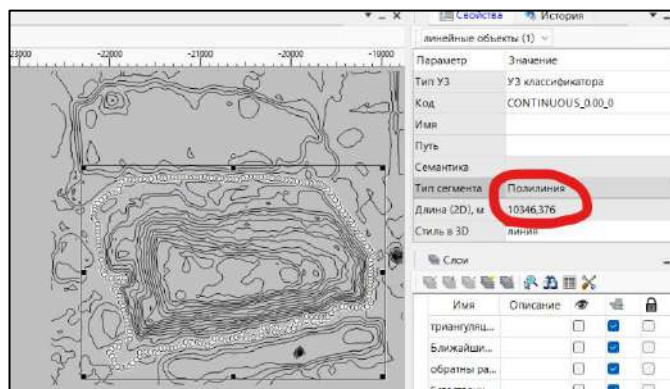 Свойства История
линейные объекты (1)
23000 -22000 -21000 -20000 -19000
Параметр Значение
Тип УЗ УЗ классификатора
Код CONTINUOUS_0.00_0
Имя
Путь
Семантика
Тип сегмента Полилиния
Длина (2D), м 10346,376
Стиль в 3D линия
Слои
Имя Описание
триангуляц...
Ближайши...
обратны ра...